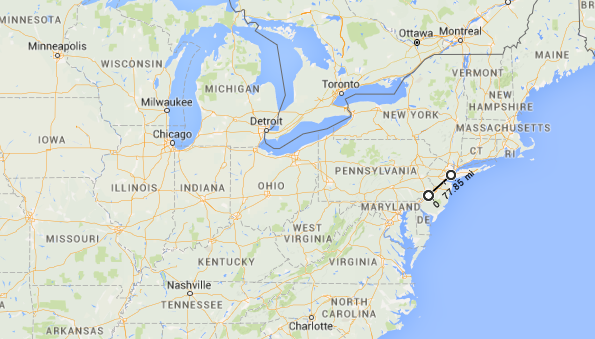 Ottawa
Montreal
MINNESOTA
Minneapolis
WISCONSIN
MAINE
VERMONT
MICHIGAN
Toronto
NEW
HAMPSHIRE
Milwaukee
Detroit
NEW YORK
MASSACHUSETTS
Chicago
IOWA
CT
RI
PENNSYLVANIA
ILLINOIS
INDIANA
OHIO
77.85 mi
0
MARYLAND
DE
WEST
VIRGINIA
MISSOURI
KENTUCKY
VIRGINIA
Nashville
TENNESSEE
NORTH
CAROLINA
Charlotte
ARKANSAS